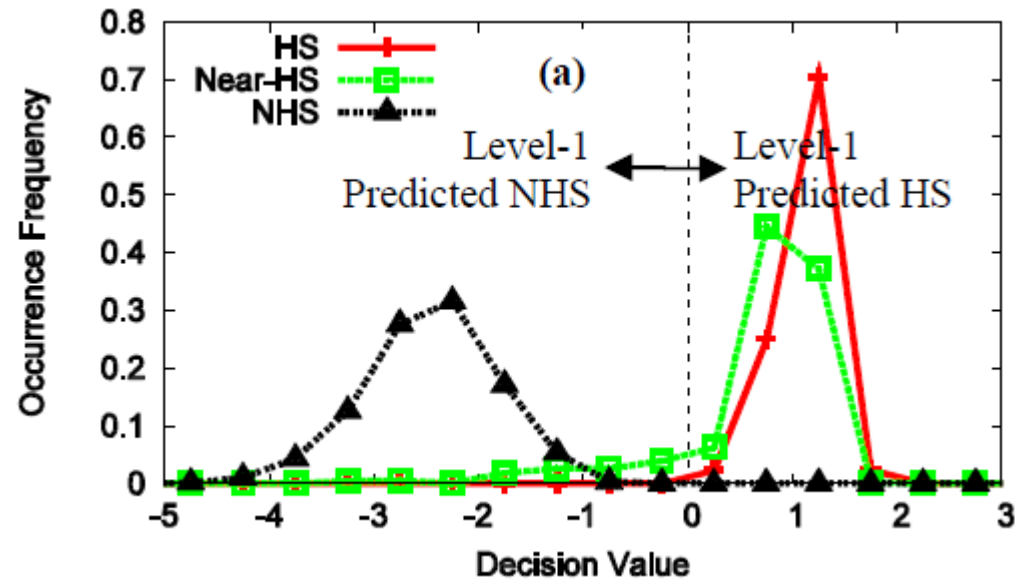 0.8
0.7
0.6
0.5
0.4
0.3
0.2
0.1
0
Occurrence Frequency
HS
Near-HS
NHS
(a)
Level-1
Predicted NHS
Level-1
Predicted HS
-5 -4 -3 -2 -1 0 1 2 3
Decision Value